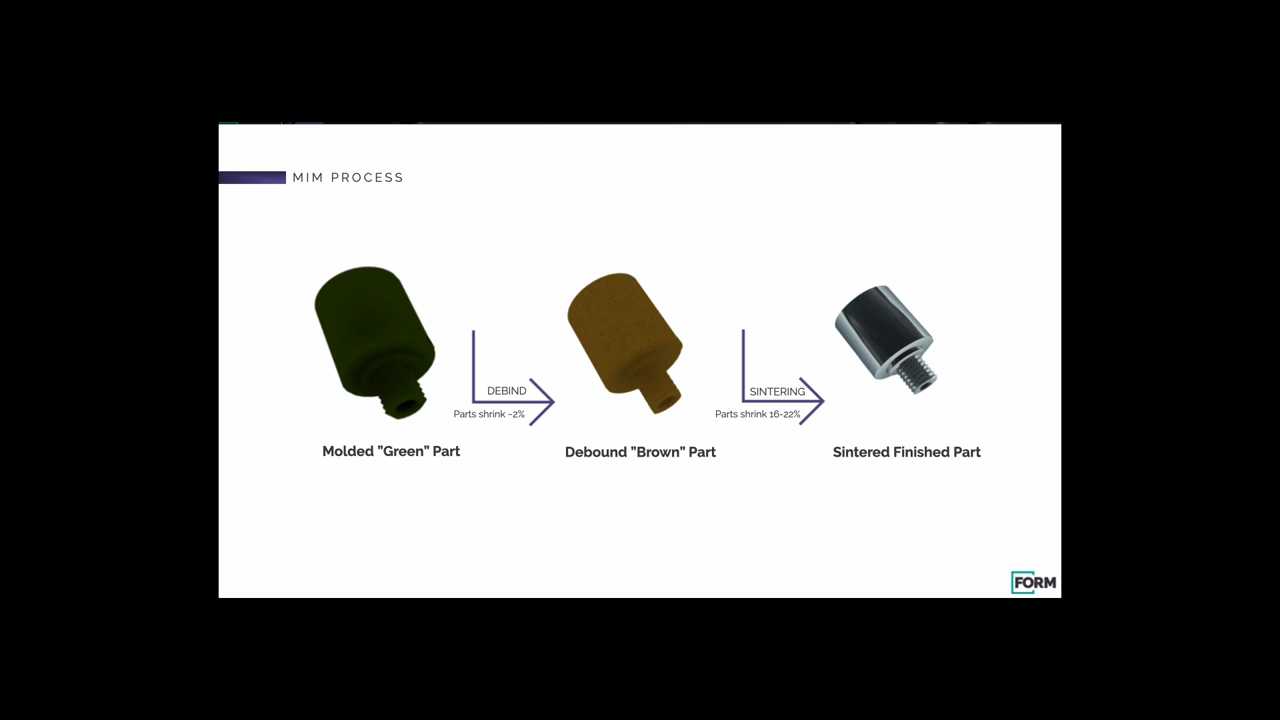 MIM PROCESS
DEBIND
Parts shrink ~2%
SINTERING
Parts shrink 16-22%
Molded "Green" Part
Debound "Brown" Part
Sintered Finished Part
FORM